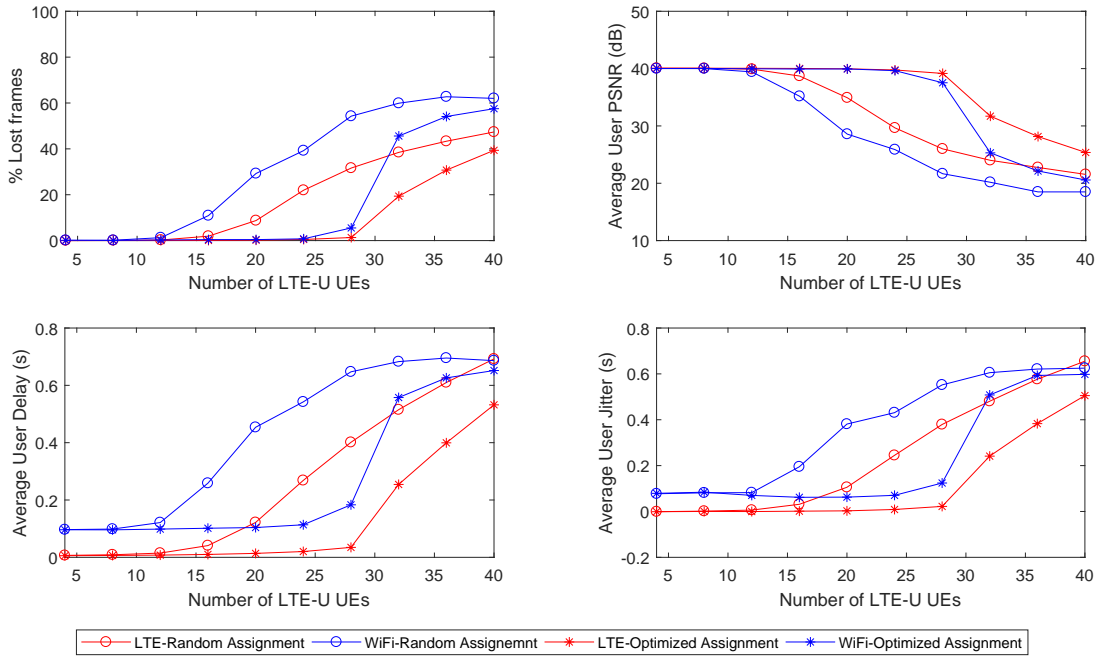 100
80
60
40
20
0
% Lost frames
5 10 15 20 25 30 35 40
Number of LTE-U UEs
50
40
30
20
10
Average User PSNR (dB)
5 10 15 20 25 30 35 40
Number of LTE-U UEs
0.8
0.6
0.4
0.2
0
Average User Delay (s)
5 10 15 20 25 30 35 40
Number of LTE-U UEs
0.8
0.6
0.4
0.2
0
-0.2
Average User Jitter (s)
5 10 15 20 25 30 35 40
Number of LTE-U UEs
LTE-Random Assignment WiFi-Random Assignemnt LTE-Optimized Assignment WiFi-Optimized Assignment